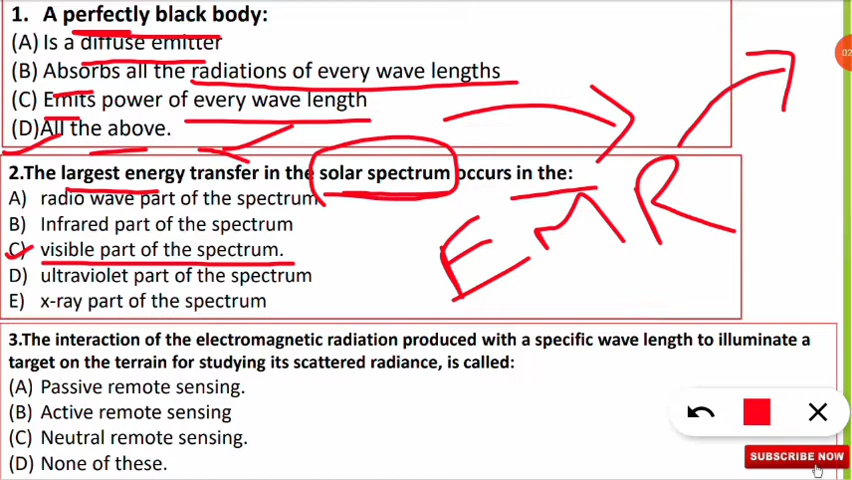 1. A perfectly black body:
(A) Is a diffuse emitter
(B) Absorbs all the radiations of every wave lengths
(C) Emits power of every wave length
(D)All the above.
2.The largest energy transfer in the solar spectrum occurs in the:
A) radio wave part of the spectrum
B) Infrared part of the spectrum
C) visible part of the spectrum.
D) ultraviolet part of the spectrum
E) x-ray part of the spectrum
EMR
3.The interaction of the electromagnetic radiation produced with a specific wave length to illuminate a
target on the terrain for studying its scattered radiance, is called:
(A) Passive remote sensing.
(B) Active remote sensing
(C) Neutral remote sensing.
(D) None of these.
02
SUBSCRIBE NOW